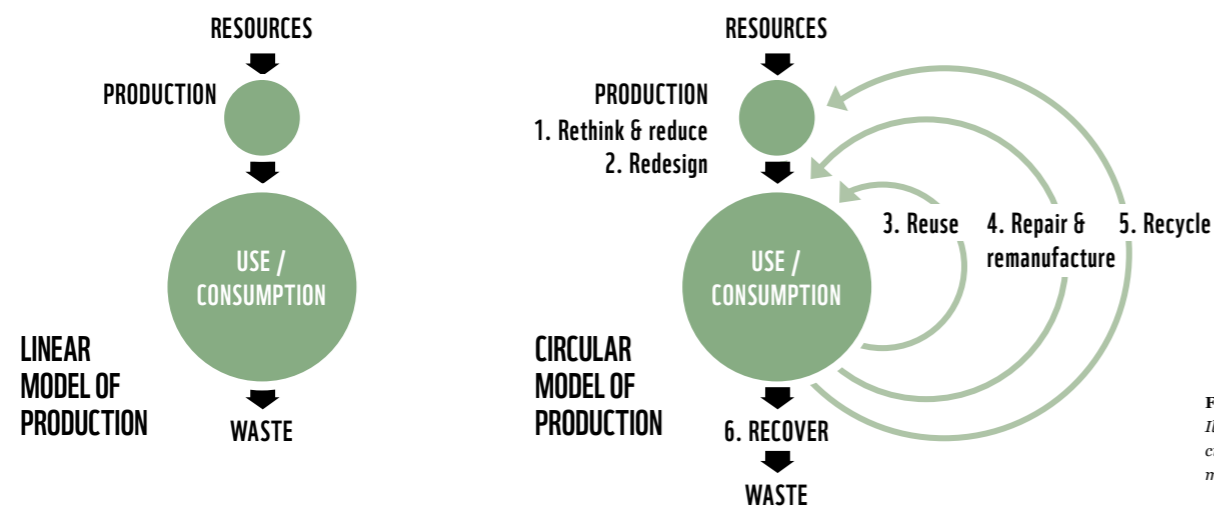 RESOURCES
PRODUCTION
USE /
CONSUMPTION
LINEAR
MODEL OF
PRODUCTION
WASTE
RESOURCES
PRODUCTION
1. Rethink & reduce
2. Redesign
3. Reuse
4. Repair &
remanufacture
5. Recycle
USE /
CONSUMPTION
CIRCULAR
MODEL OF
PRODUCTION
6. RECOVER
WASTE